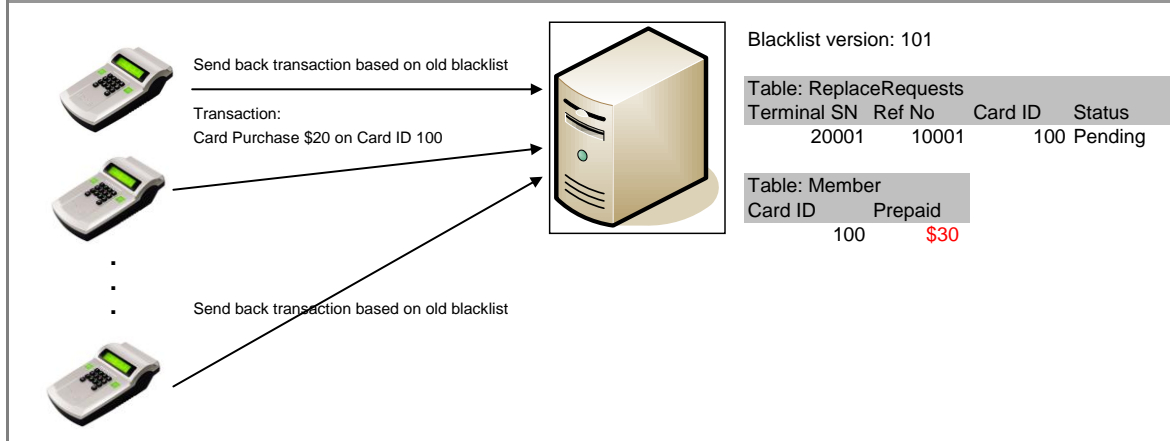 Blacklist version: 101
Send back transaction based on old blacklist
Transaction:
Card Purchase $20 on Card ID 100
Table: ReplaceRequests
Terminal SN Ref No Card ID Status
20001 10001 100 Pending
Table: Member
Card ID Prepaid
100 $30
Send back transaction based on old blacklist